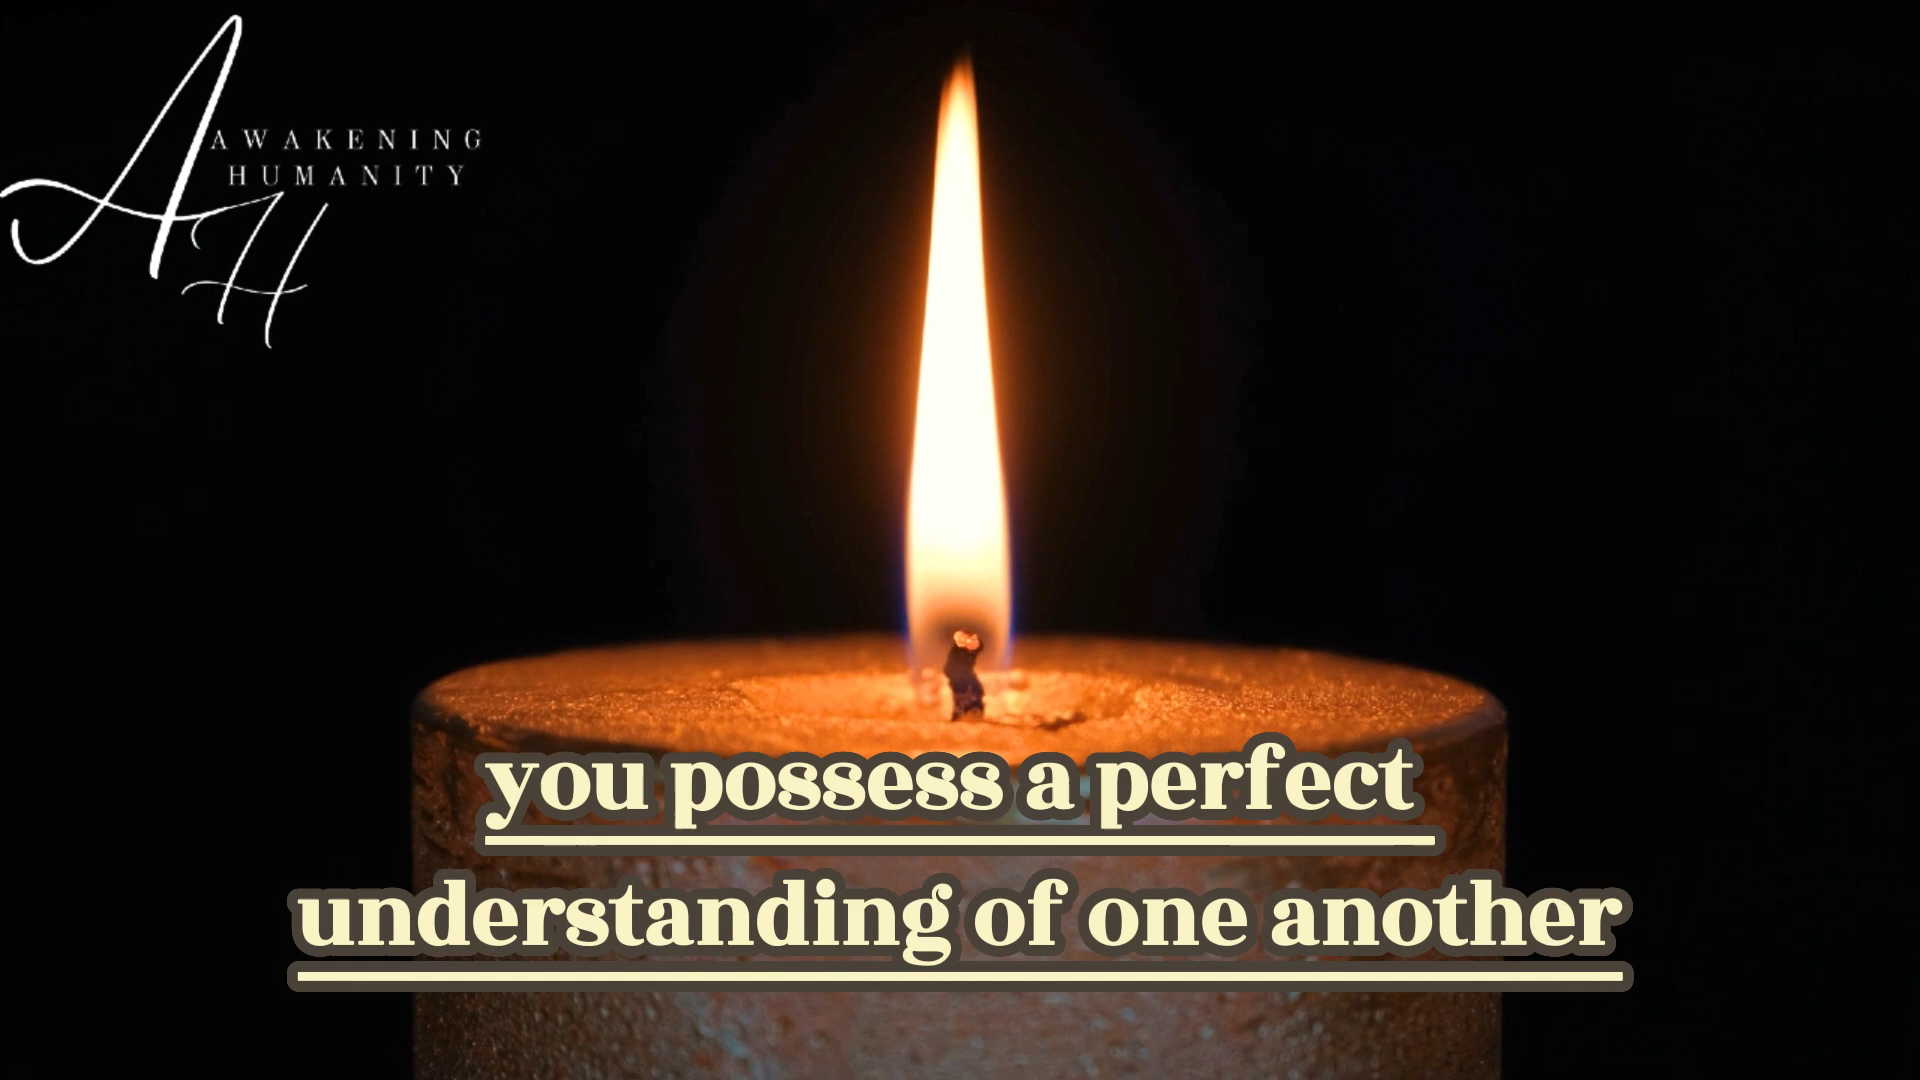 AWAKENING
HUMANITY
AH
you possess a perfect
understanding of one another